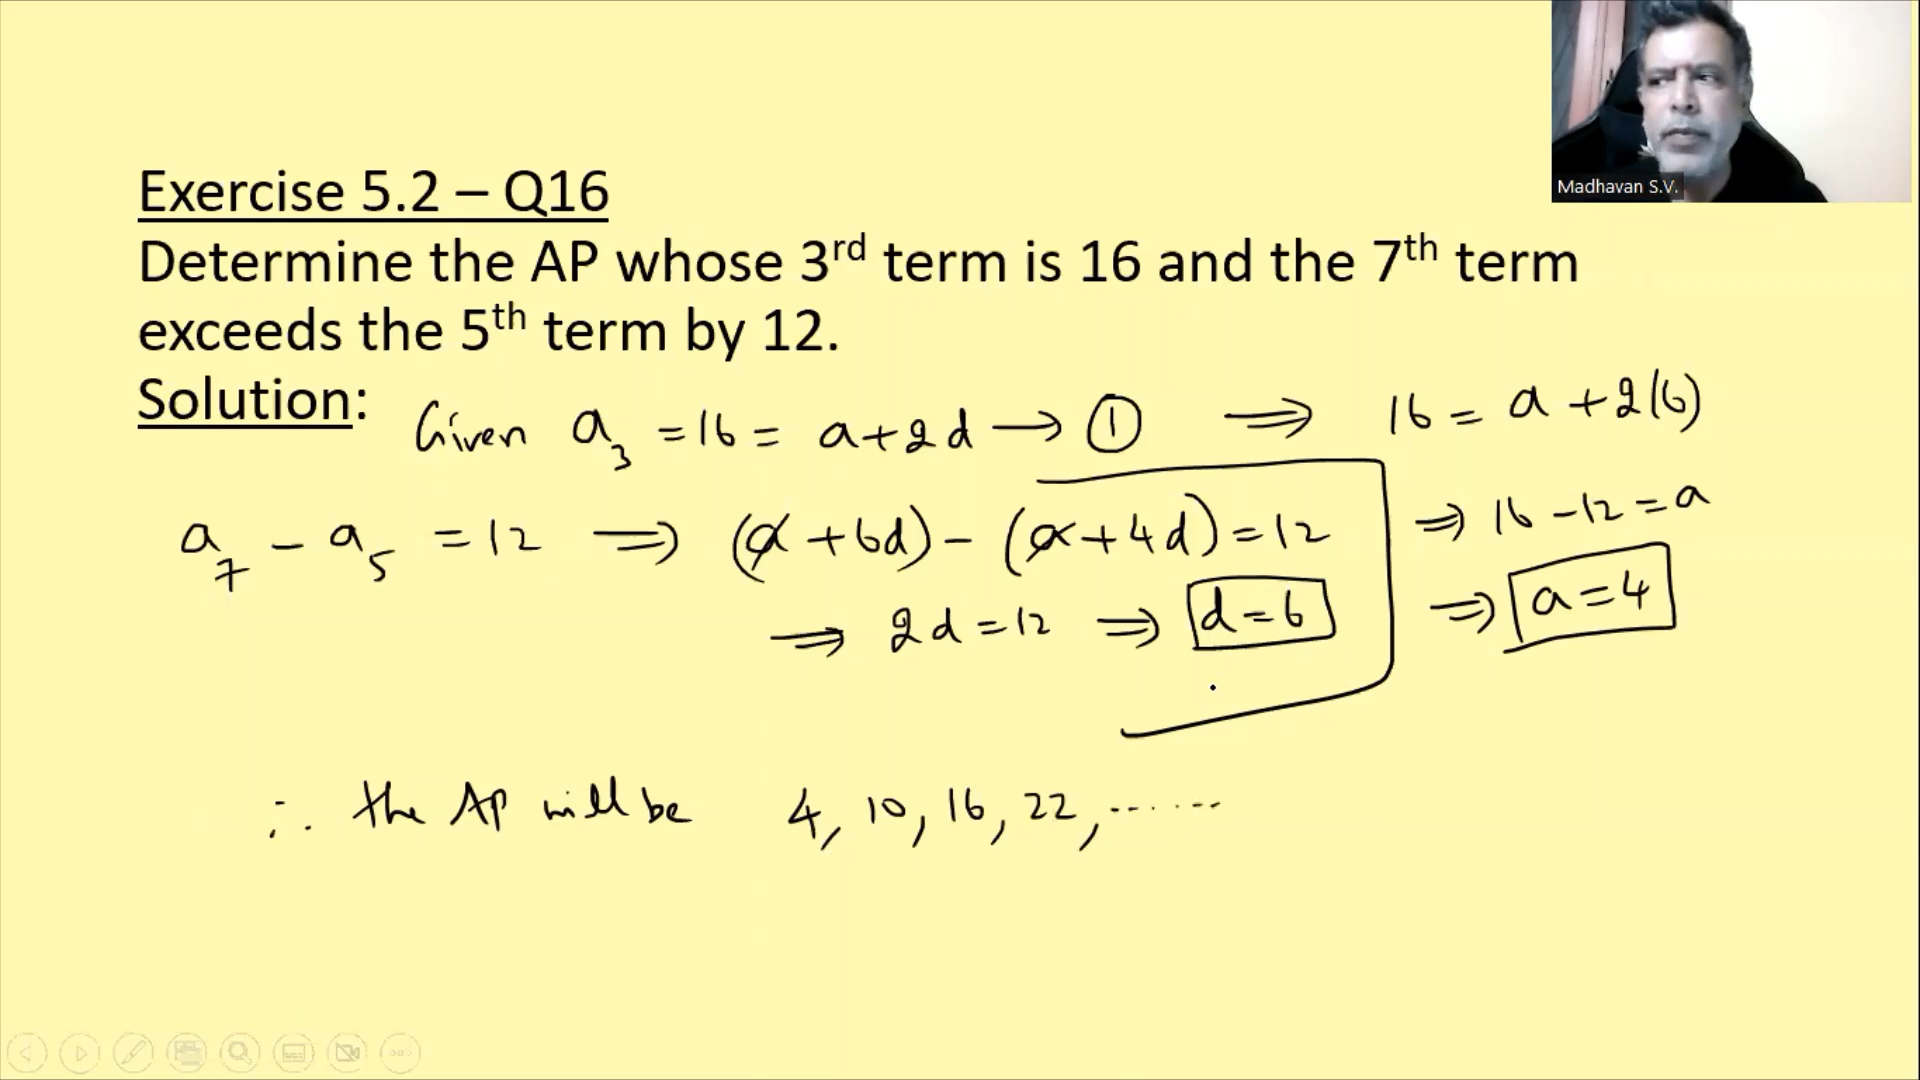 Madhavan S.V.
Exercise 5.2 – Q16
Determine the AP whose 3rd term is 16 and the 7th term
exceeds the 5th term by 12.
Solution:
Given a₃ = 16 = a + 2d → ① ⟹ 16 = a + 2(6)
a₇ − a₅ = 12 ⟹ (a + 6d) − (a + 4d) = 12
⟹ 16 − 12 = a
⟹ 2d = 12 ⟹ d = 6
⟹ a = 4
∴ the AP will be 4, 10, 16, 22, .......